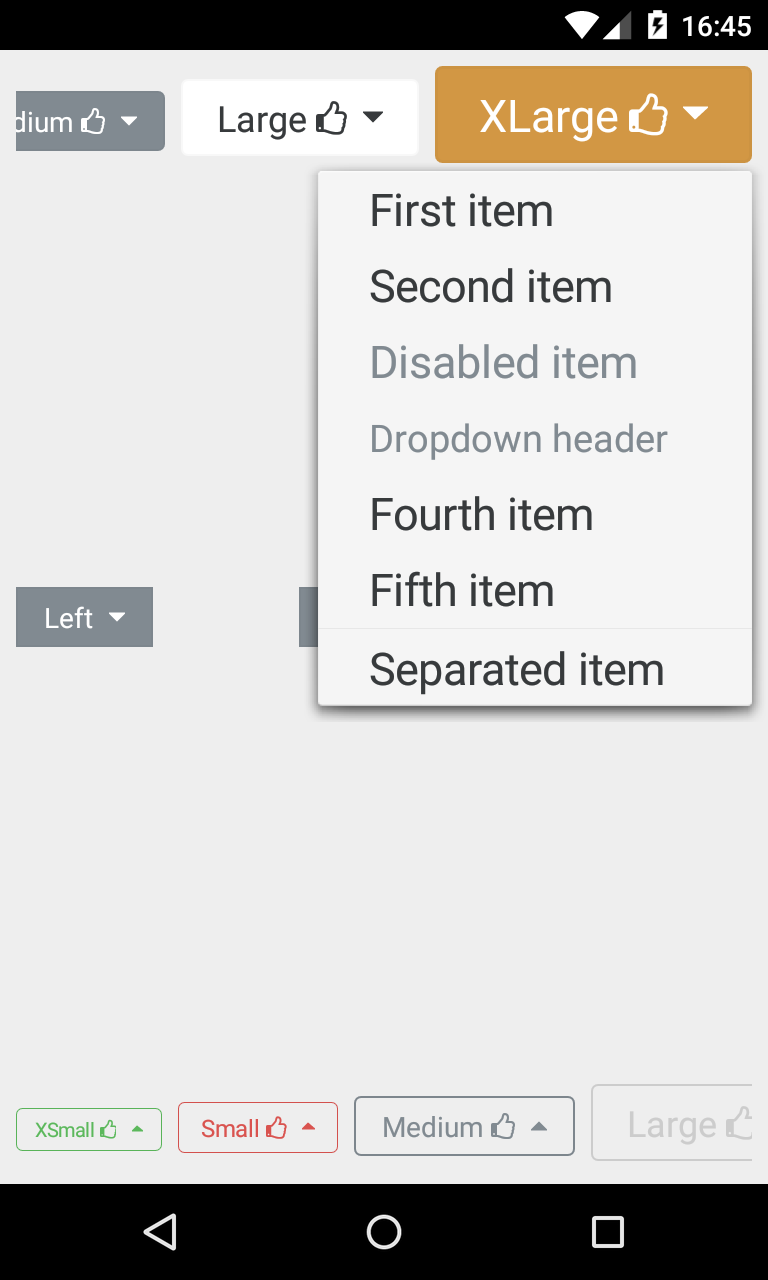 16:45
dium
Large
XLarge
First item
Second item
Disabled item
Dropdown header
Fourth item
Fifth item
Left
Separated item
XSmall
Small
Medium
Large